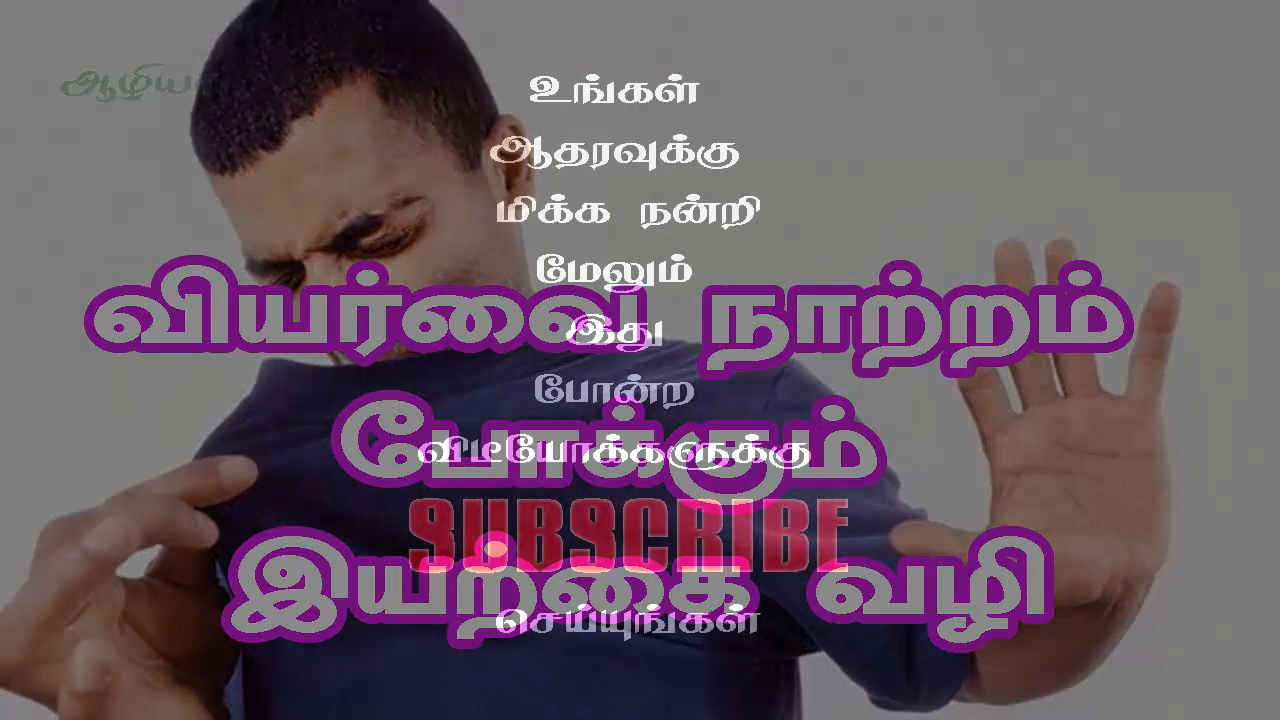 உங்கள்
ஆதரவுக்கு
மிக்க நன்றி
மேலும்
இது
போன்ற
விடீயோக்களுக்கு
SUBSCRIBE
செய்யுங்கள்
வியர்வை நாற்றம்
போக்கும்
இயற்கை வழி